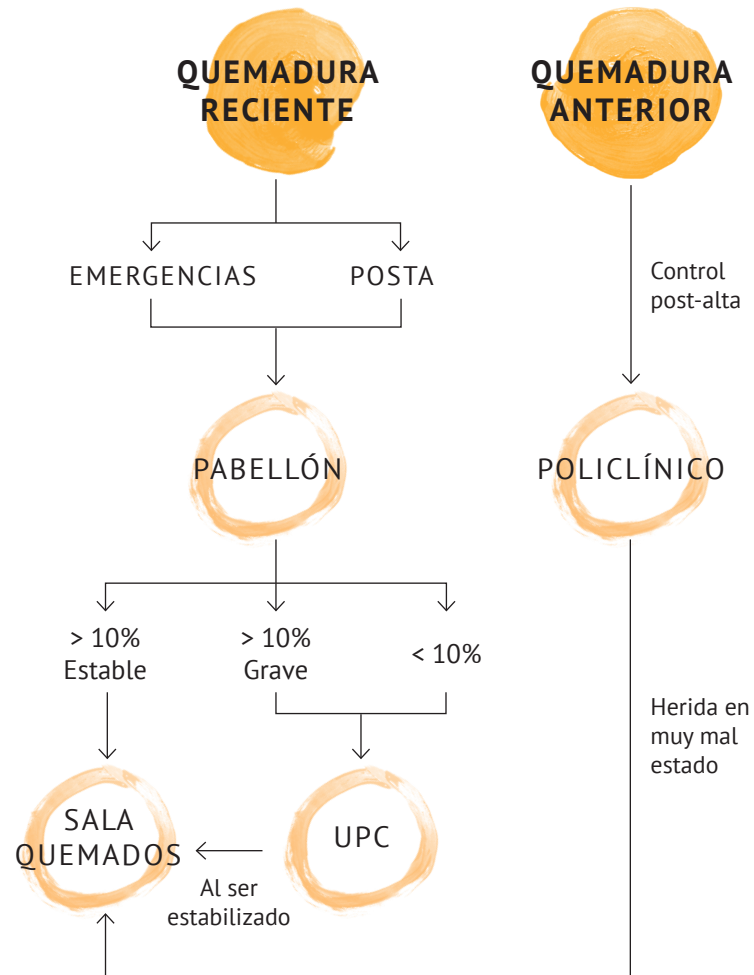 QUEMADURA
RECIENTE
QUEMADURA
ANTERIOR
EMERGENCIAS
POSTA
Control
post-alta
PABELLÓN
POLICLÍNICO
> 10%
Estable
> 10%
Grave
< 10%
Herida en
muy mal
estado
SALA
QUEMADOS
UPC
Al ser
estabilizado